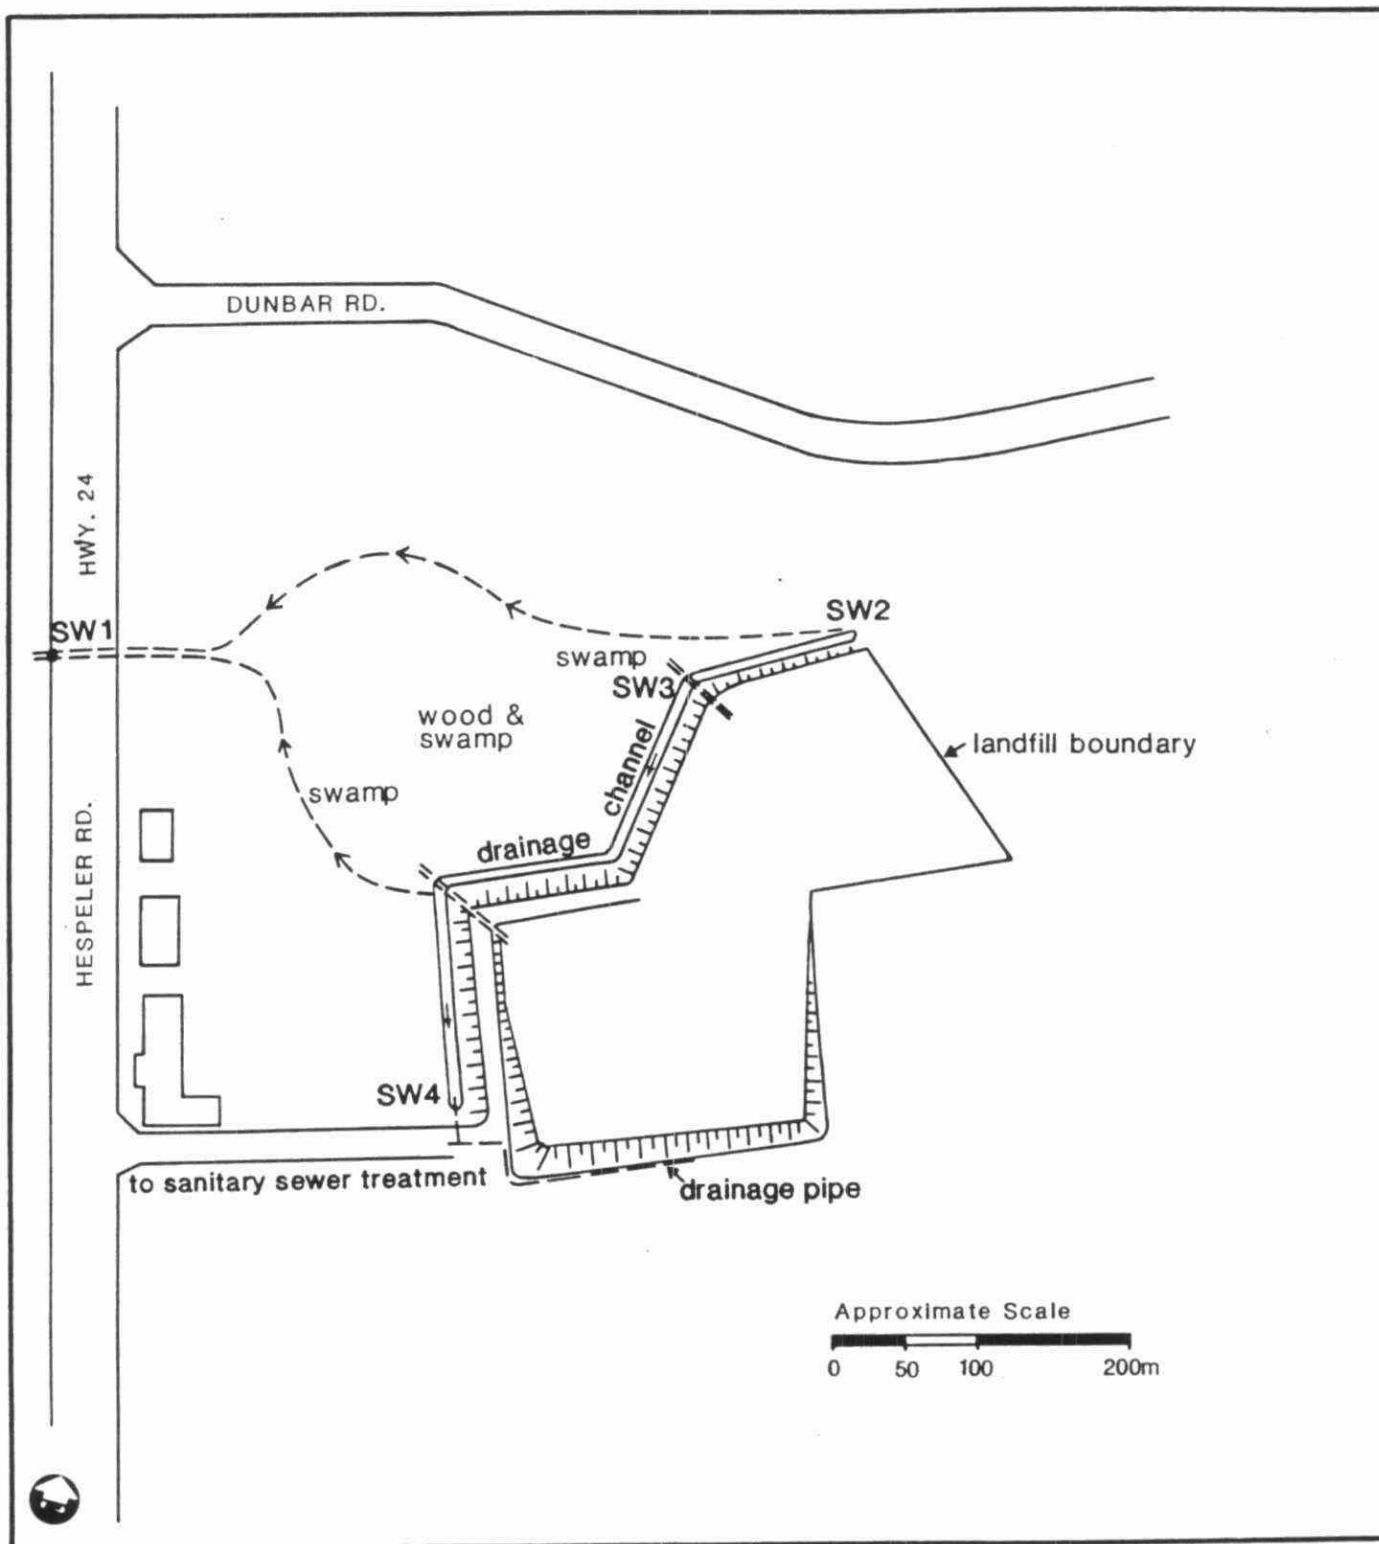 DUNBAR RD.
HWY. 24
SW1
SW2
swamp
SW3
wood &
swamp
channel
landfill boundary
swamp
drainage
HESPELER RD.
SW4
to sanitary sewer treatment
drainage pipe
Approximate Scale
0 50 100 200m